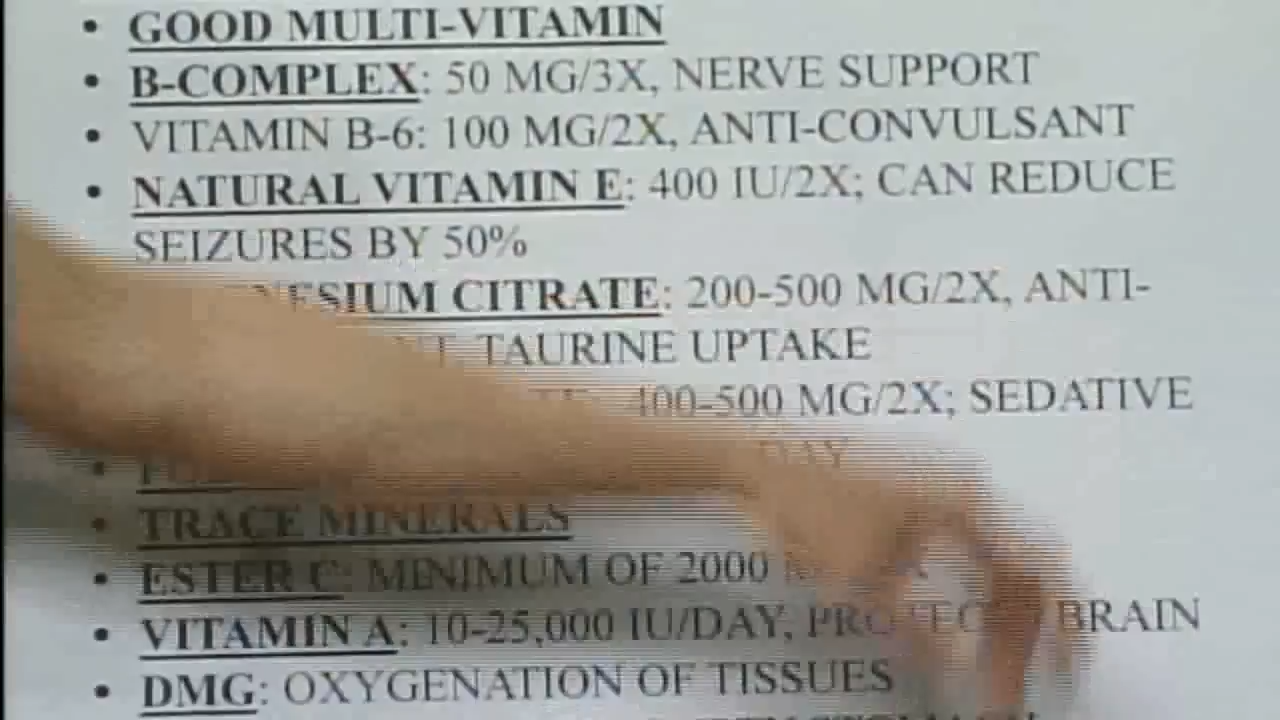 • GOOD MULTI-VITAMIN
• B-COMPLEX: 50 MG/3X, NERVE SUPPORT
• VITAMIN B-6: 100 MG/2X, ANTI-CONVULSANT
• NATURAL VITAMIN E: 400 IU/2X; CAN REDUCE
SEIZURES BY 50%
CITRATE: 200-500 MG/2X, ANTI-
TAURINE UPTAKE
400-500 MG/2X; SEDATIVE
DAY
• TRACE MINERALS
• ESTER C: MINIMUM OF 2000
• VITAMIN A: 10-25,000 IU/DAY, BRAIN
• DMG: OXYGENATION OF TISSUES